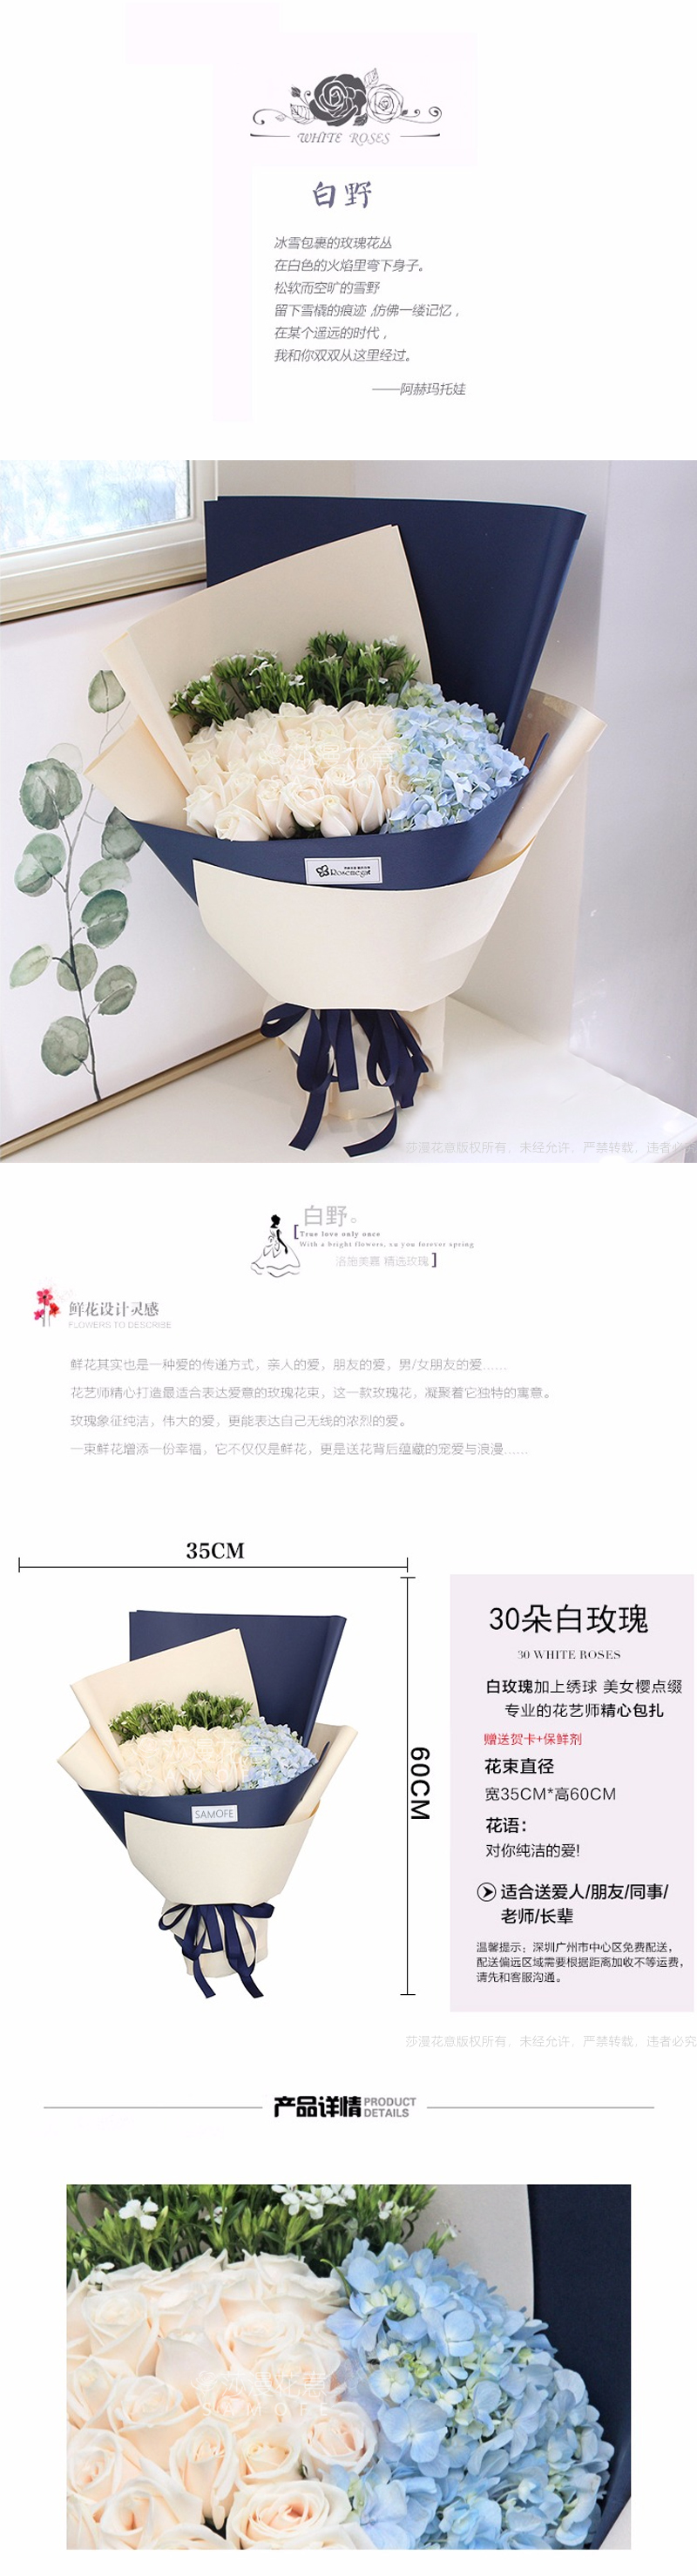 WHITE ROSES
白野
冰雪包裹的玫瑰花丛
在白色的火焰里弯下身子。
松软而空旷的雪野
留下雪橇的痕迹,仿佛一缕记忆，
在某个遥远的时代，
我和你双双从这里经过。
——阿赫玛托娃
Rosemegat
莎漫花意版权所有，未经允许，严禁转载，违者必究
白野。
[True love only once
With a bright flowers, su you forever spring
洛施美嘉 精选玫瑰]
鲜花设计灵感
FLOWERS TO DESCRIBE
鲜花其实也是一种爱的传递方式，亲人的爱，朋友的爱，男/女朋友的爱……
花艺师精心打造最适合表达爱意的玫瑰花束，这一款玫瑰花，凝聚着它独特的寓意。
玫瑰象征纯洁，伟大的爱，更能表达自己无线的浓烈的爱。
一束鲜花增添一份幸福，它不仅仅是鲜花，更是送花背后蕴藏的宠爱与浪漫……
35CM
60CM
SAMOFE
30朵白玫瑰
30 WHITE ROSES
白玫瑰加上绣球 美女樱点缀
专业的花艺师精心包扎
赠送贺卡+保鲜剂
花束直径
宽35CM*高60CM
花语：
对你纯洁的爱!
适合送爱人/朋友/同事/
老师/长辈
温馨提示：深圳广州市中心区免费配送，
配送偏远区域需要根据距离加收不等运费，
请先和客服沟通。
莎漫花意版权所有，未经允许，严禁转载，违者必究
产品详情 PRODUCT
DETAILS
莎漫花意
SAMOFE